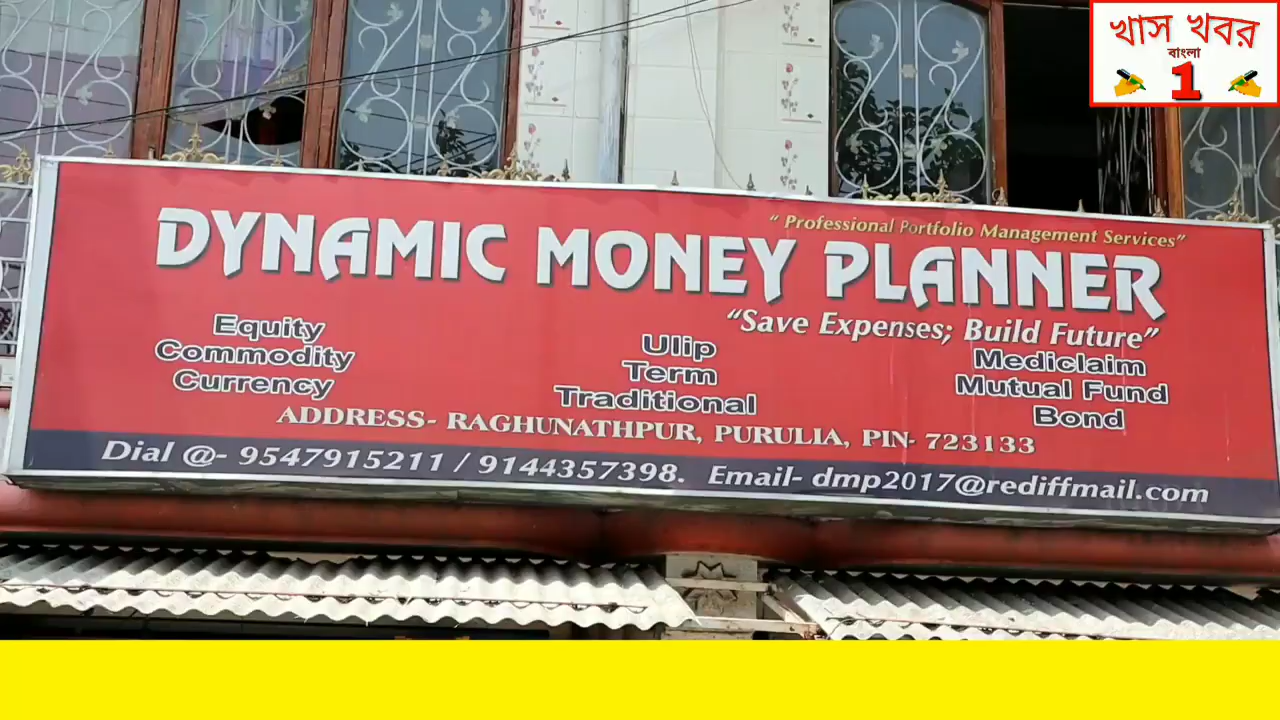 খাস খবর
বাংলা
1
" Professional Portfolio Management Services"
DYNAMIC MONEY PLANNER
"Save Expenses; Build Future"
Equity
Commodity
Currency
Ulip
Term
Traditional
Mediclaim
Mutual Fund
Bond
ADDRESS- RAGHUNATHPUR, PURULIA, PIN- 723133
Dial @- 9547915211 / 9144357398. Email- dmp2017@rediffmail.com